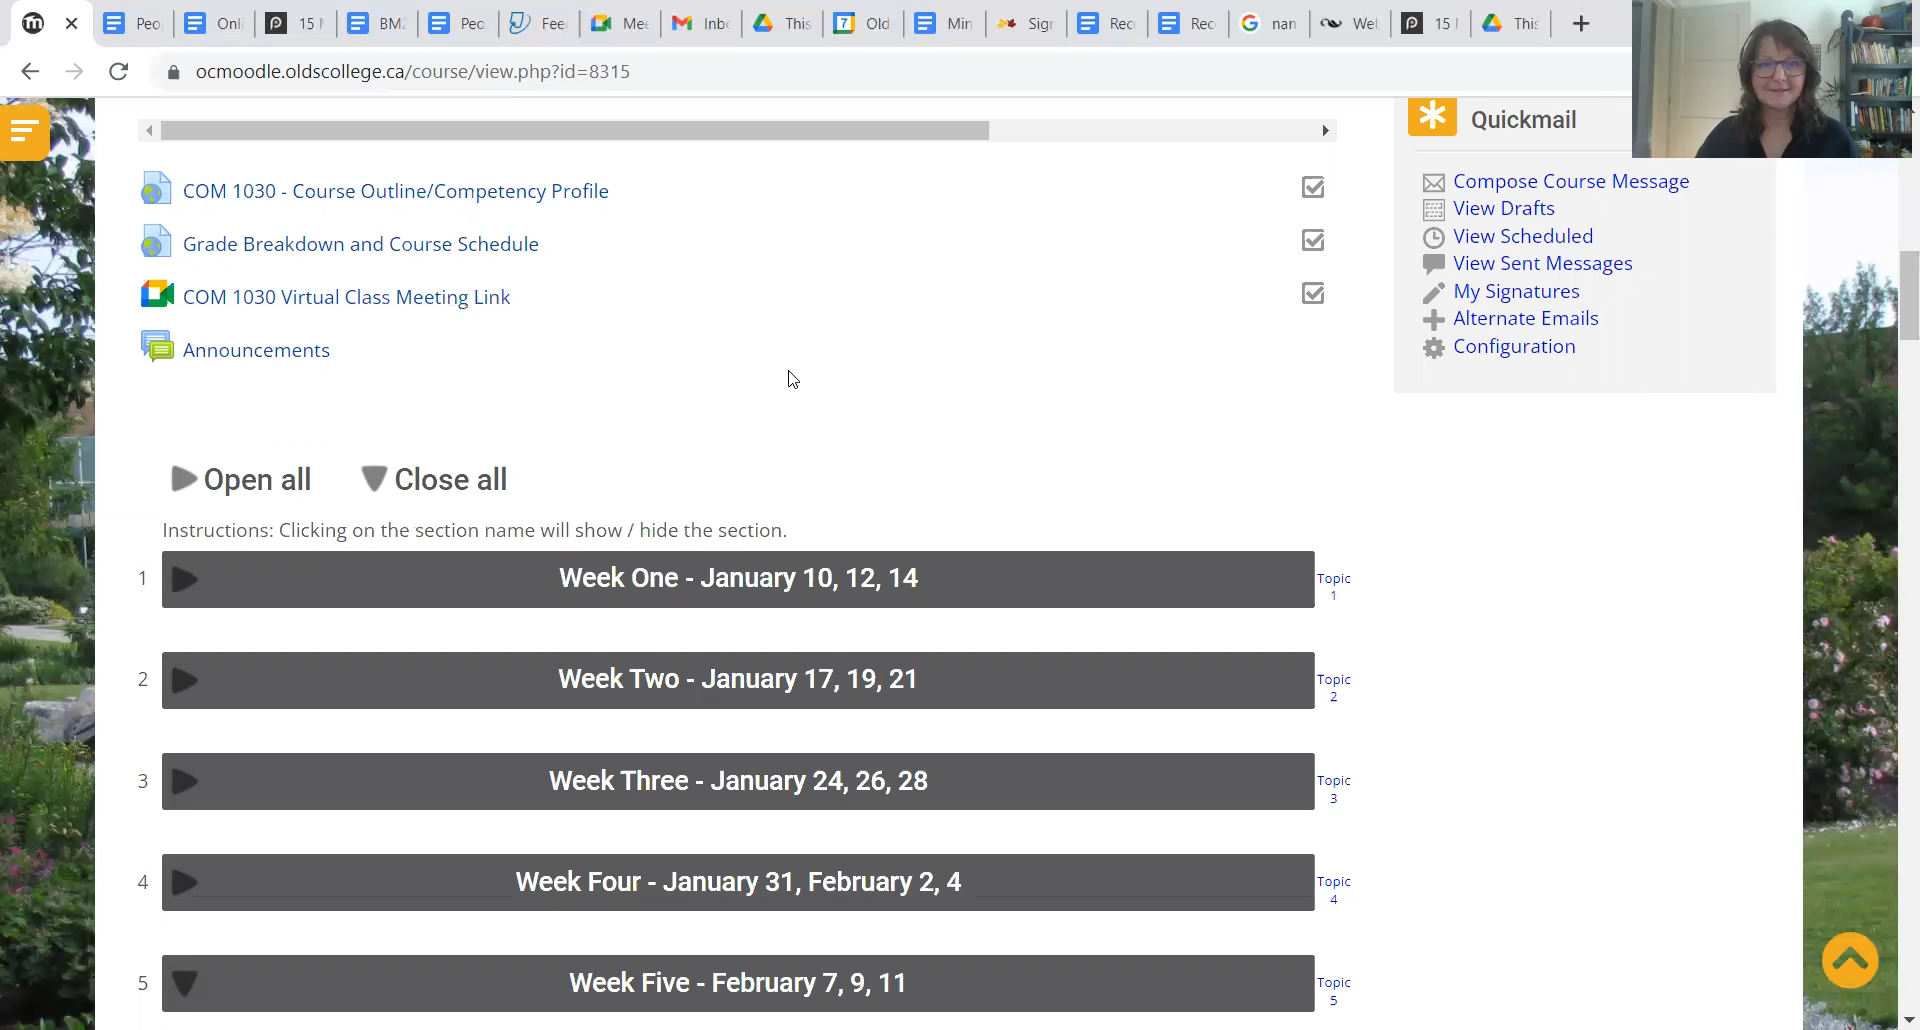 Peo
Onli
15
BM2
Peo
Fee
Mee
Inb
This
Old
Min
Sig
Rec
Rec
nan
Wel
15
This
ocmoodle.oldscollege.ca/course/view.php?id=8315
Quickmail
Compose Course Message
View Drafts
View Scheduled
View Sent Messages
My Signatures
Alternate Emails
Configuration
COM 1030 - Course Outline/Competency Profile
Grade Breakdown and Course Schedule
COM 1030 Virtual Class Meeting Link
Announcements
Open all
Close all
Instructions: Clicking on the section name will show / hide the section.
1
Week One - January 10, 12, 14
Topic
1
2
Week Two - January 17, 19, 21
Topic
2
3
Week Three - January 24, 26, 28
Topic
3
4
Week Four - January 31, February 2, 4
Topic
4
5
Week Five - February 7, 9, 11
Topic
5